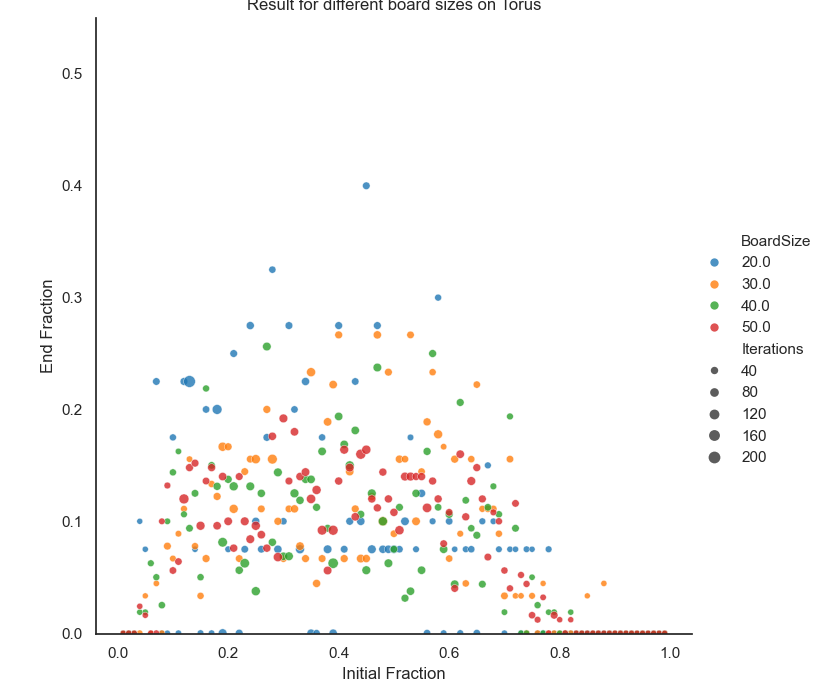 Result for different board sizes on Torus
0.5
0.4
0.3
0.2
0.1
0.0
End Fraction
0.0 0.2 0.4 0.6 0.8 1.0
Initial Fraction
BoardSize
20.0
30.0
40.0
50.0
Iterations
40
80
120
160
200